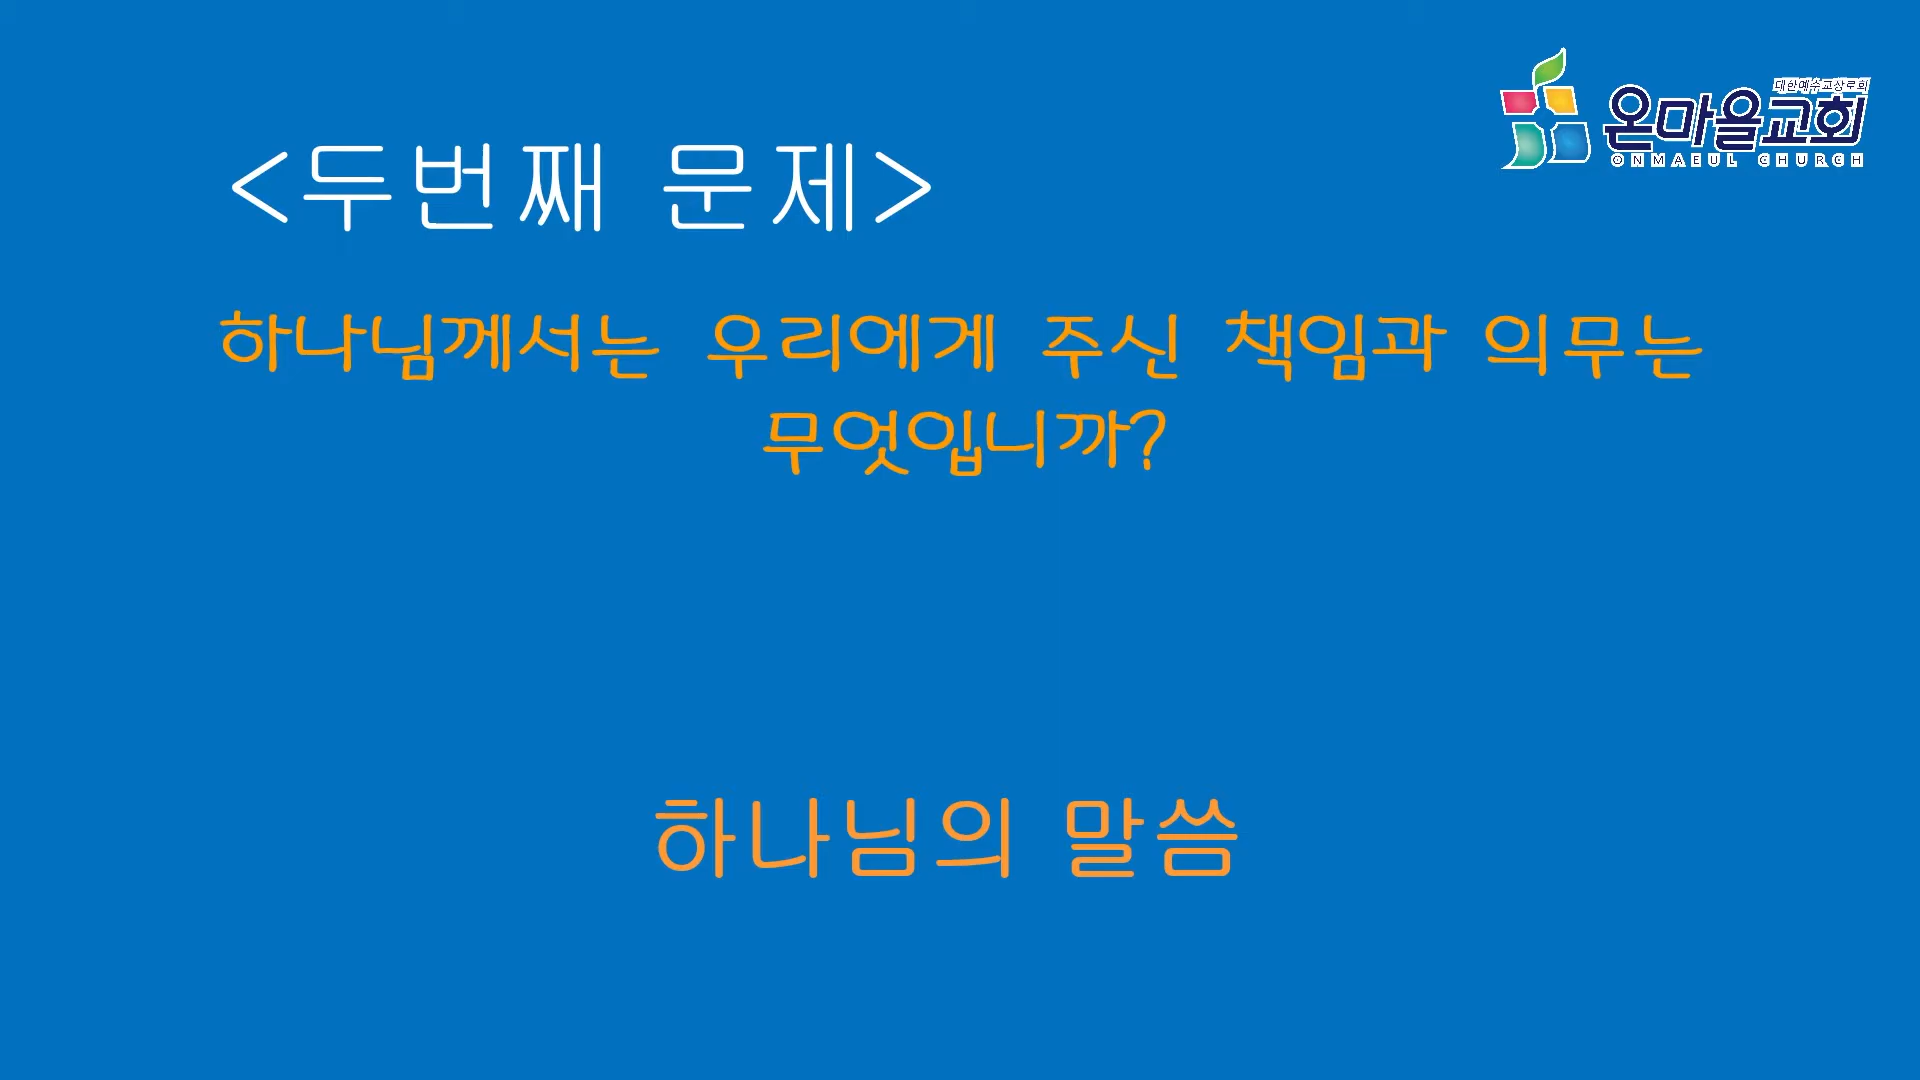 대한예수교장로회
온마을교회
ONMAEUL CHURCH
<두번째 문제>
하나님께서는 우리에게 주신 책임과 의무는
무엇입니까?
하나님의 말씀